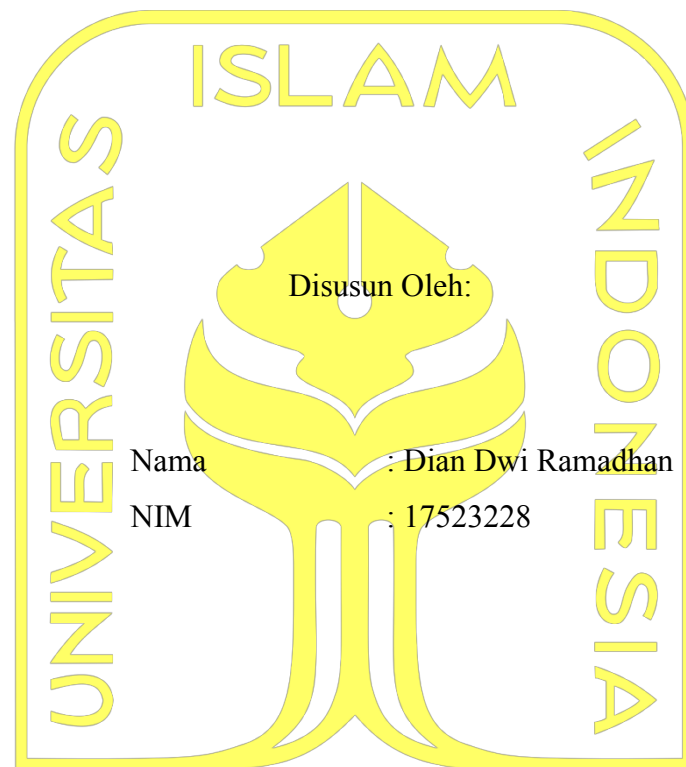 ISLAM
UNIVERSITAS
INDONESIA
Disusun Oleh:
Nama : Dian Dwi Ramadhan
NIM : 17523228